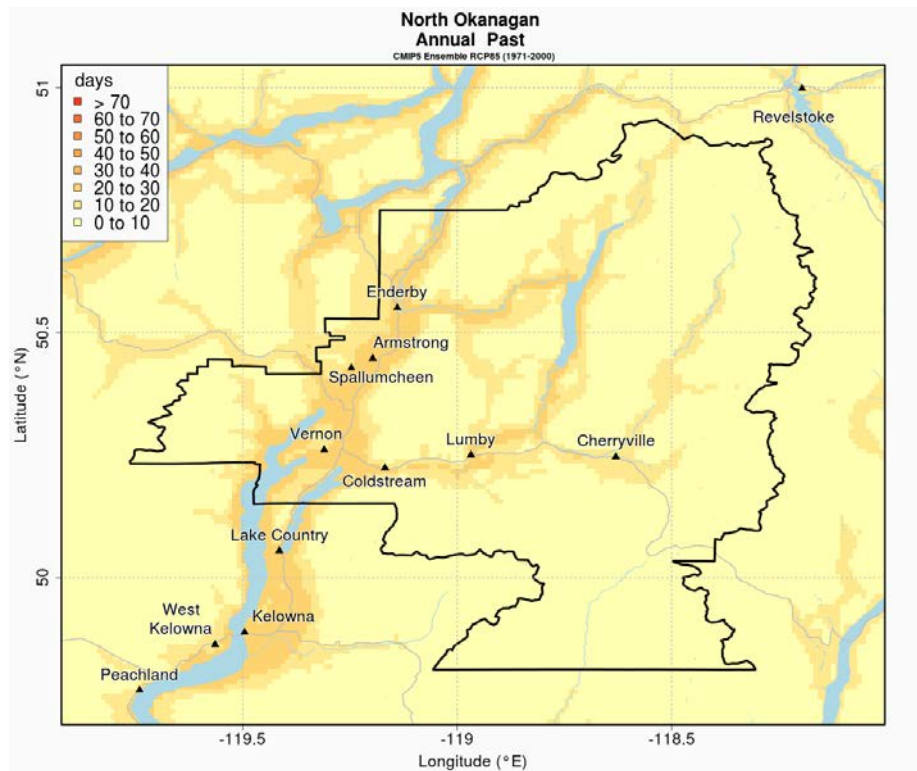 North Okanagan
Annual Past
CMIP5 Ensemble RCP85 (1971-2000)
days
> 70
60 to 70
50 to 60
40 to 50
30 to 40
20 to 30
10 to 20
0 to 10
Revelstoke
Enderby
Armstrong
Spallumcheen
Vernon
Lumby
Cherryville
Coldstream
Lake Country
West
Kelowna
Kelowna
Peachland
51
50.5
50
Latitude (°N)
-119.5
-119
-118.5
Longitude (°E)